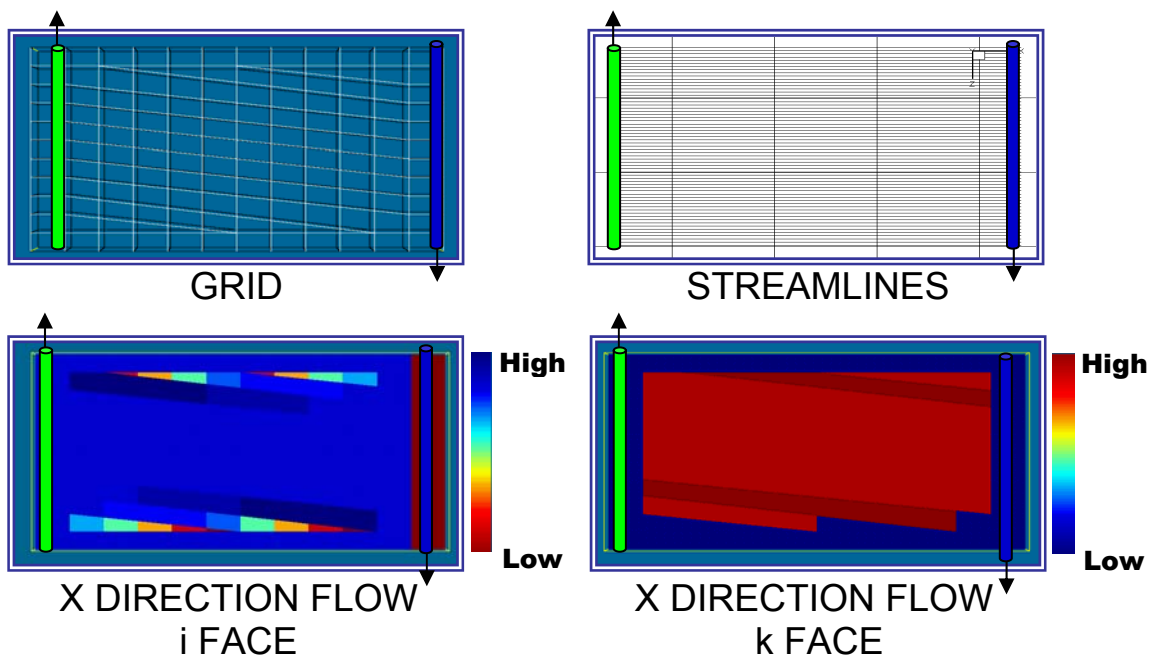 GRID
STREAMLINES
X
Z
High
Low
X DIRECTION FLOW
i FACE
High
Low
X DIRECTION FLOW
k FACE